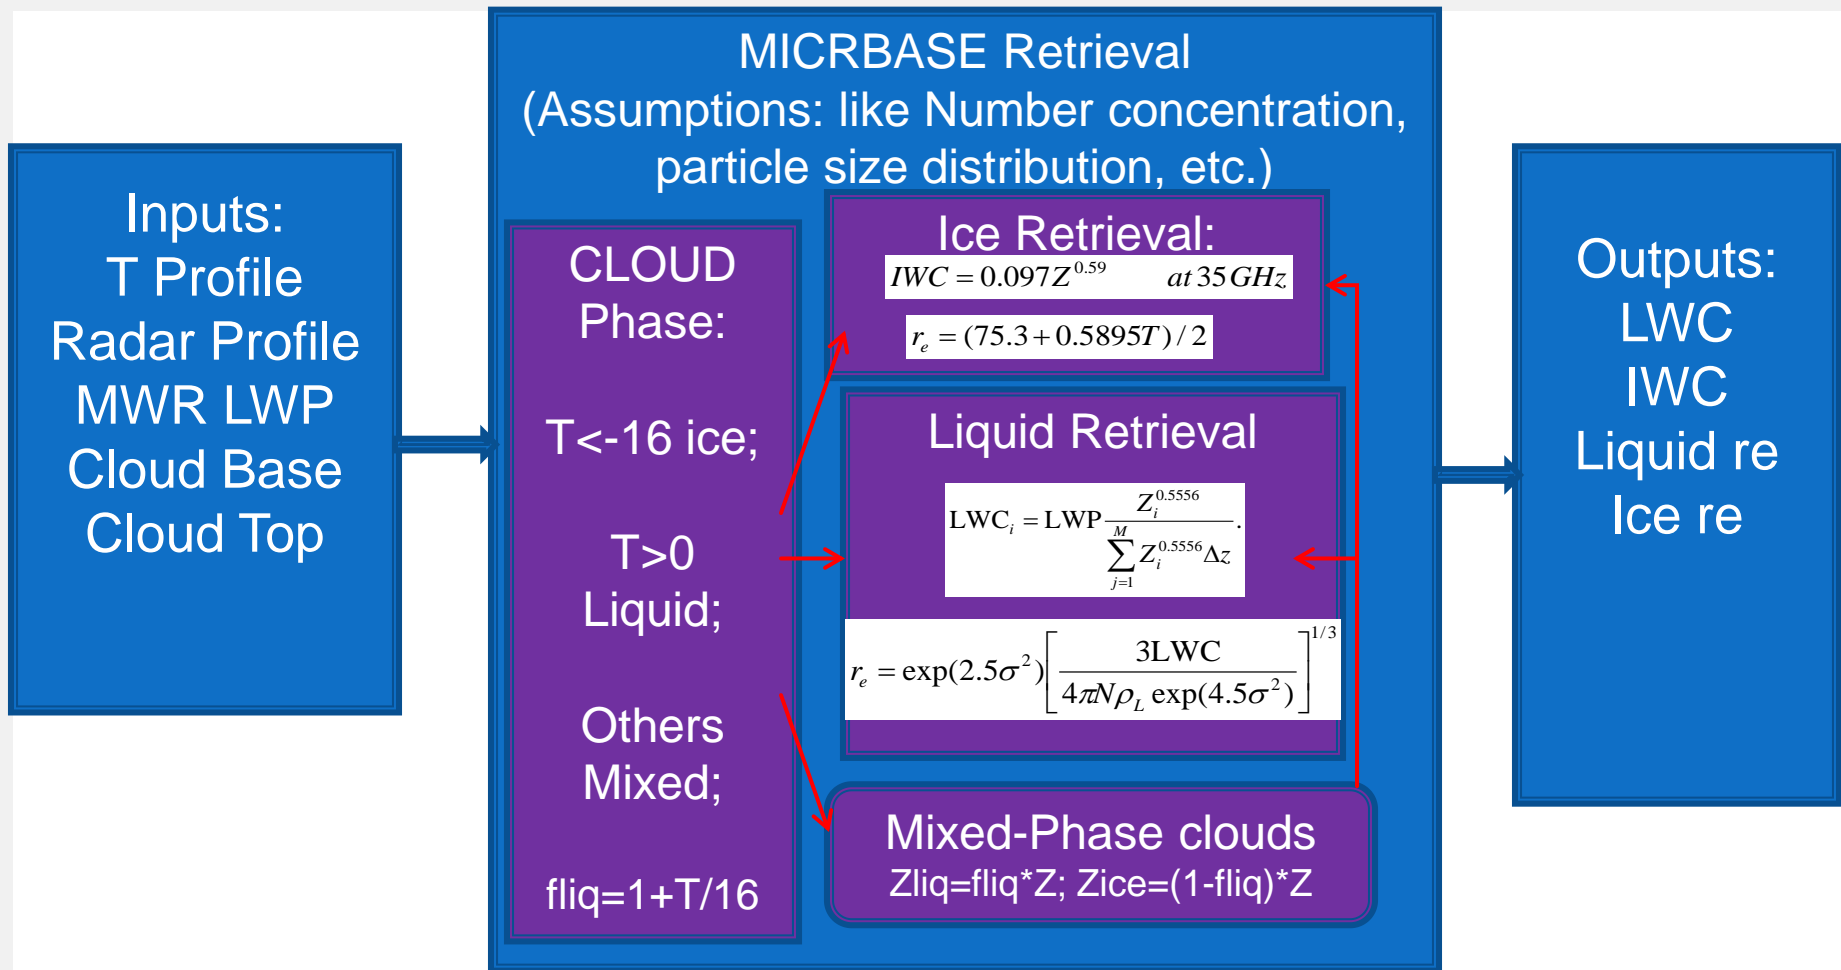 MICRBASE Retrieval
(Assumptions: like Number concentration,
particle size distribution, etc.)
Inputs:
T Profile
Radar Profile
MWR LWP
Cloud Base
Cloud Top
CLOUD
Phase:
T<-16 ice;
T>0
Liquid;
Others
Mixed;
fliq=1+T/16
Ice Retrieval:
IWC = 0.097Z^0.59 at 35 GHz
r_e = (75.3 + 0.5895T) / 2
Liquid Retrieval
LWC_i = LWP Z_i^0.5556 / ∑_{j=1}^{M} Z_i^0.5556 Δz.
r_e = exp(2.5σ^2)[3LWC / 4πNρ_L exp(4.5σ^2)]^1/3
Mixed-Phase clouds
Zliq=fliq*Z; Zice=(1-fliq)*Z
Outputs:
LWC
IWC
Liquid re
Ice re